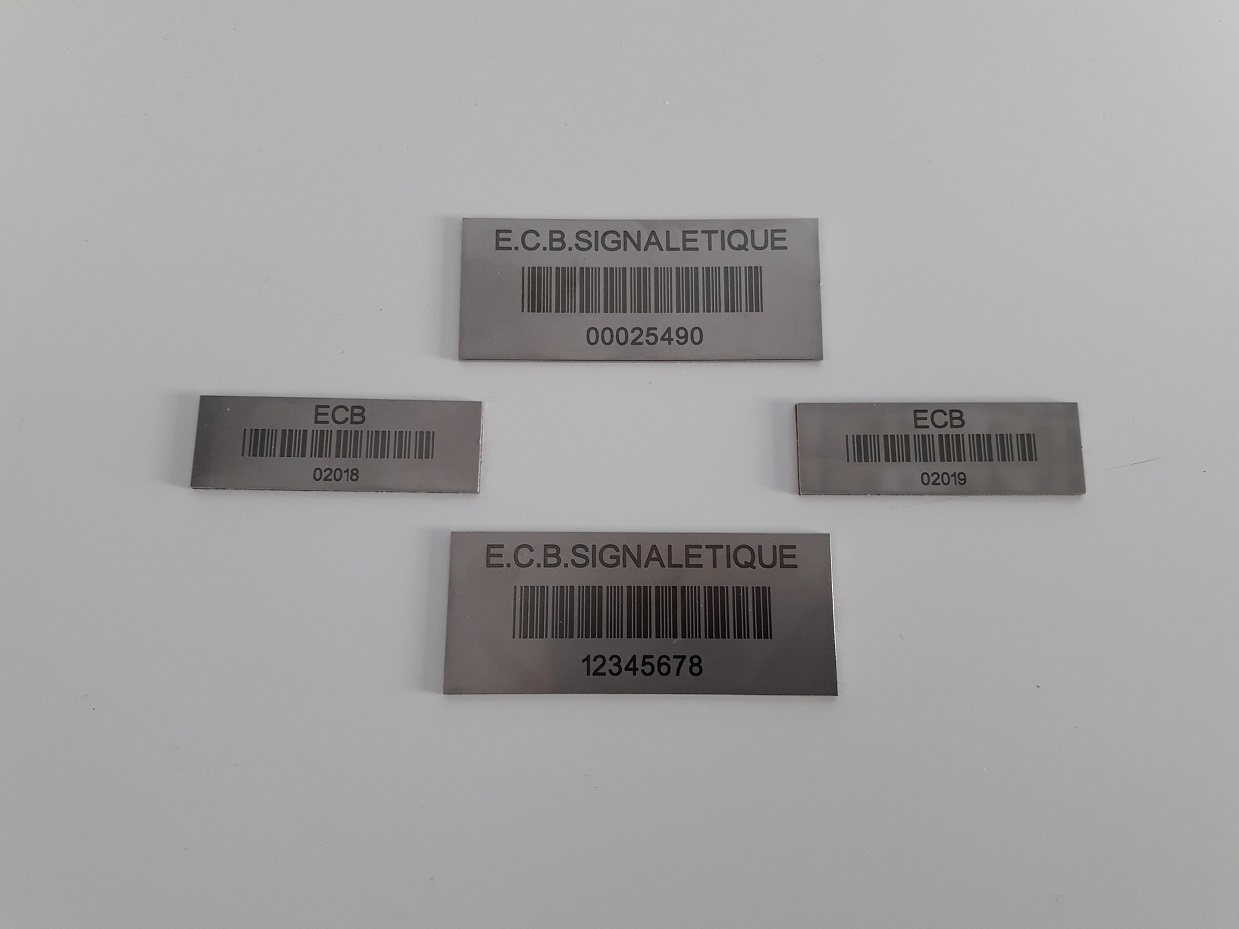 E.C.B.SIGNALETIQUE
00025490
ECB
02018
ECB
02019
E.C.B.SIGNALETIQUE
12345678